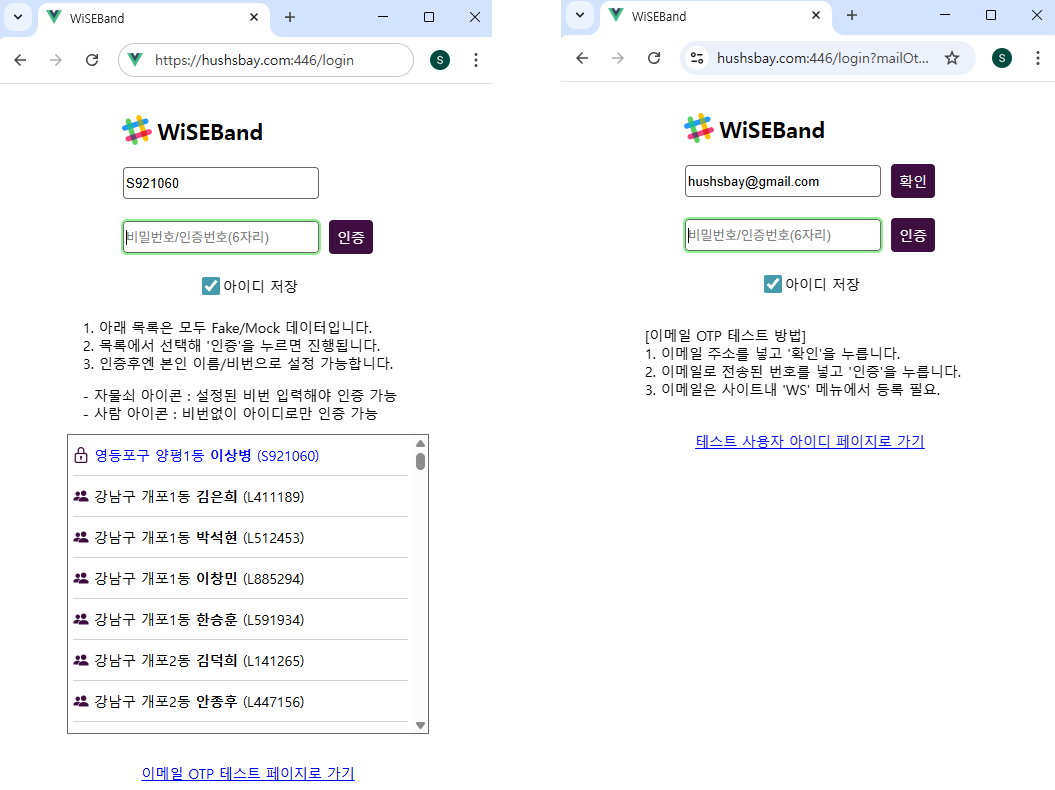 WiSEBand
https://hushsbay.com:446/login
S
WiSEBand
S921060
비밀번호/인증번호(6자리)
인증
아이디 저장
1. 아래 목록은 모두 Fake/Mock 데이터입니다.
2. 목록에서 선택해 '인증'을 누르면 진행됩니다.
3. 인증후엔 본인 이름/비번으로 설정 가능합니다.
- 자물쇠 아이콘 : 설정된 비번 입력해야 인증 가능
- 사람 아이콘 : 비번없이 아이디로만 인증 가능
영등포구 양평1동 이상병 (S921060)
강남구 개포1동 김은희 (L411189)
강남구 개포1동 박석현 (L512453)
강남구 개포1동 이창민 (L885294)
강남구 개포1동 한승훈 (L591934)
강남구 개포2동 김덕희 (L141265)
강남구 개포2동 안종후 (L447156)
이메일 OTP 테스트 페이지로 가기
WiSEBand
hushsbay.com:446/login?mailOt...
S
WiSEBand
hushsbay@gmail.com
확인
비밀번호/인증번호(6자리)
인증
아이디 저장
[이메일 OTP 테스트 방법]
1. 이메일 주소를 넣고 '확인'을 누릅니다.
2. 이메일로 전송된 번호를 넣고 '인증'을 누릅니다.
3. 이메일은 사이트내 'WS' 메뉴에서 등록 필요.
테스트 사용자 아이디 페이지로 가기